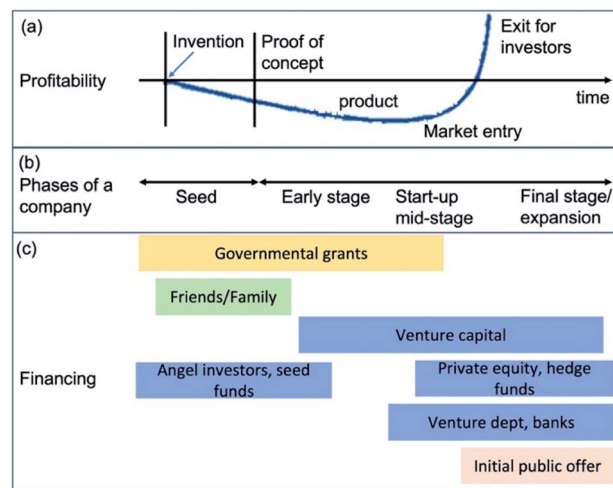 (a)
Invention
Proof of
concept
Exit for
investors
Profitability
product
time
Market entry
(b)
Phases of a
company
Seed
Early stage
Start-up
mid-stage
Final stage/
expansion
(c)
Governmental grants
Friends/Family
Venture capital
Financing
Angel investors, seed
funds
Private equity, hedge
funds
Venture dept, banks
Initial public offer